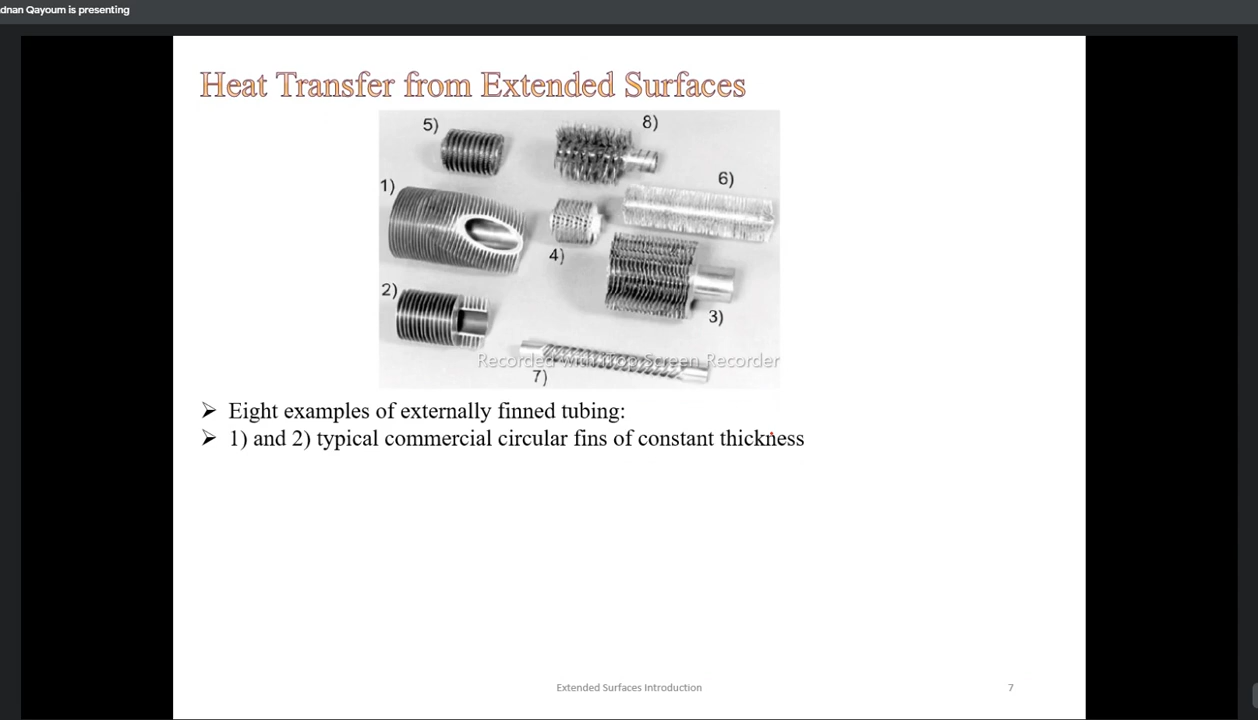 dnan Qayoum is presenting
Heat Transfer from Extended Surfaces
5)
8)
1)
6)
4)
2)
3)
Recorded with iTop Screen Recorder
7)
➢ Eight examples of externally finned tubing:
➢ 1) and 2) typical commercial circular fins of constant thickness
Extended Surfaces Introduction
7